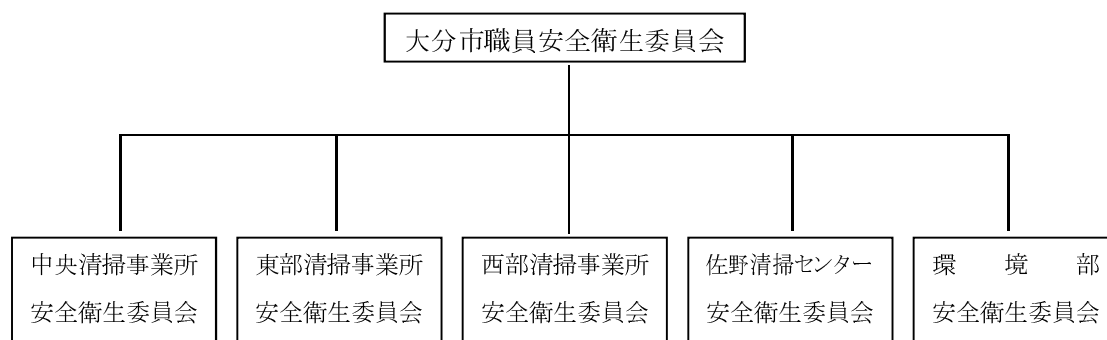 大分市職員安全衛生委員会
中央清掃事業所
安全衛生委員会
東部清掃事業所
安全衛生委員会
西部清掃事業所
安全衛生委員会
佐野清掃センター
安全衛生委員会
環境部
安全衛生委員会